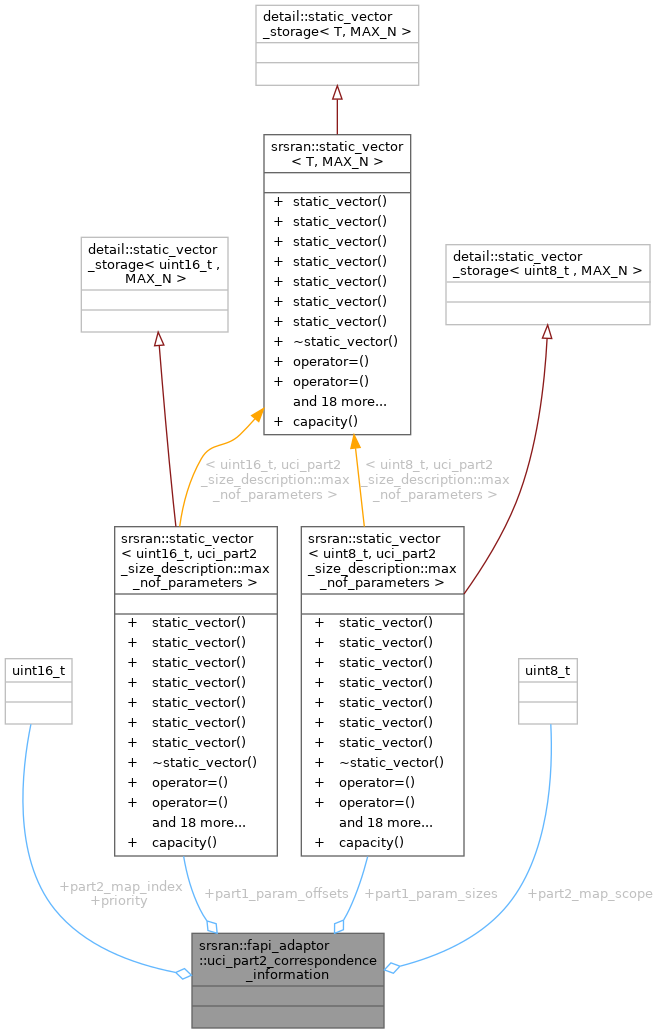 detail::static_vector
_storage< T, MAX_N >
srsran::static_vector
< T, MAX_N >
+ static_vector()
+ static_vector()
+ static_vector()
+ static_vector()
+ static_vector()
+ static_vector()
+ static_vector()
+ ~static_vector()
+ operator=()
+ operator=()
and 18 more...
+ capacity()
detail::static_vector
_storage< uint16_t ,
MAX_N >
detail::static_vector
_storage< uint8_t , MAX_N >
< uint16_t, uci_part2
_size_description::max
_nof_parameters >
< uint8_t, uci_part2
_size_description::max
_nof_parameters >
srsran::static_vector
< uint16_t, uci_part2
_size_description::max
_nof_parameters >
+ static_vector()
+ static_vector()
+ static_vector()
+ static_vector()
+ static_vector()
+ static_vector()
+ static_vector()
+ ~static_vector()
+ operator=()
+ operator=()
and 18 more...
+ capacity()
srsran::static_vector
< uint8_t, uci_part2
_size_description::max
_nof_parameters >
+ static_vector()
+ static_vector()
+ static_vector()
+ static_vector()
+ static_vector()
+ static_vector()
+ static_vector()
+ ~static_vector()
+ operator=()
+ operator=()
and 18 more...
+ capacity()
uint16_t
uint8_t
+part2_map_index
+priority
+part1_param_offsets
+part1_param_sizes
+part2_map_scope
srsran::fapi_adaptor
::uci_part2_correspondence
_information